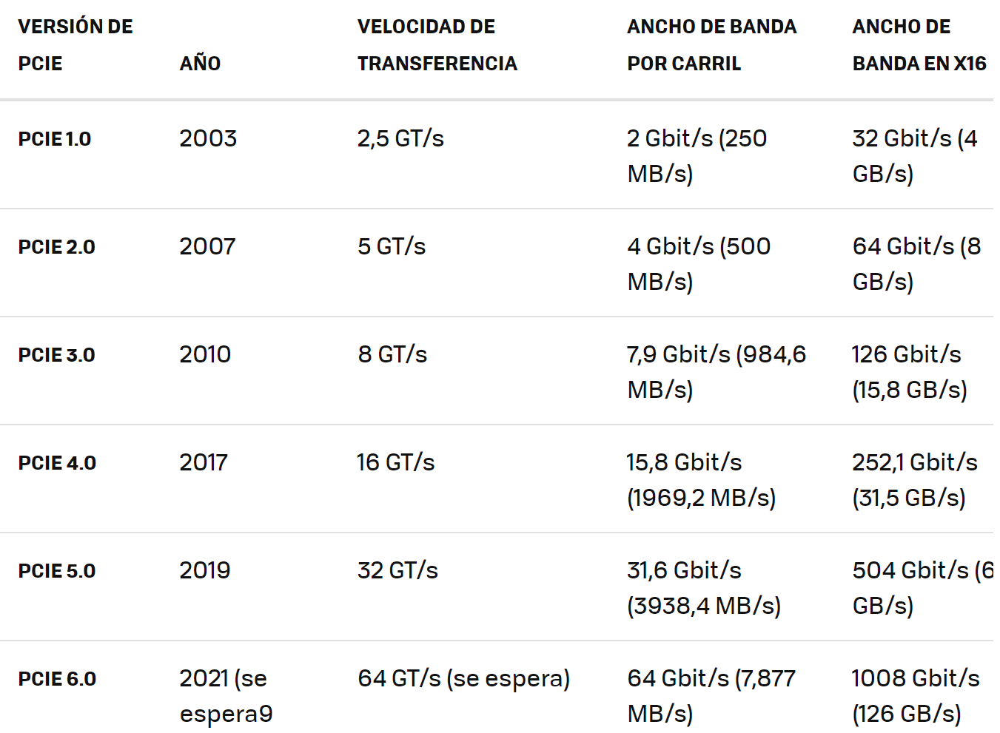 VERSIÓN DE PCIE AÑO VELOCIDAD DE TRANSFERENCIA ANCHO DE BANDA POR CARRIL ANCHO DE BANDA EN X16
PCIE 1.0 2003 2,5 GT/s 2 Gbit/s (250 MB/s) 32 Gbit/s (4 GB/s)
PCIE 2.0 2007 5 GT/s 4 Gbit/s (500 MB/s) 64 Gbit/s (8 GB/s)
PCIE 3.0 2010 8 GT/s 7,9 Gbit/s (984,6 MB/s) 126 Gbit/s (15,8 GB/s)
PCIE 4.0 2017 16 GT/s 15,8 Gbit/s (1969,2 MB/s) 252,1 Gbit/s (31,5 GB/s)
PCIE 5.0 2019 32 GT/s 31,6 Gbit/s (3938,4 MB/s) 504 Gbit/s (6 GB/s)
PCIE 6.0 2021 (se espera9 64 GT/s (se espera) 64 Gbit/s (7,877 MB/s) 1008 Gbit/s (126 GB/s)